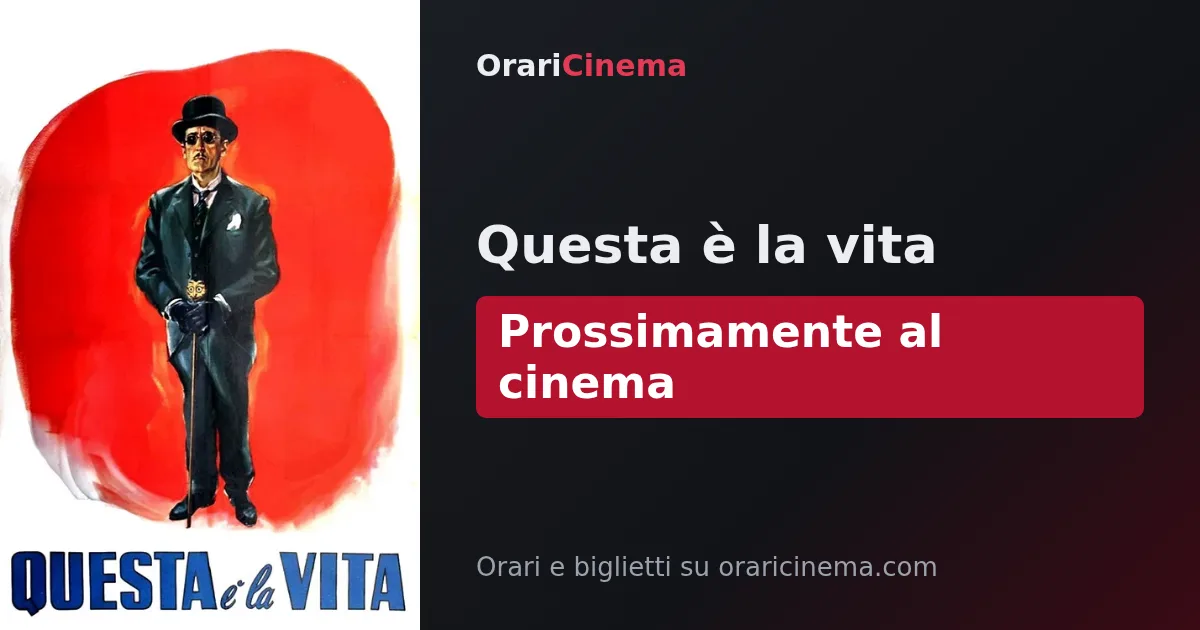 QUESTA è la VITA
OrariCinema
Questa è la vita
Prossimamente al
cinema
Orari e biglietti su oraricinema.com